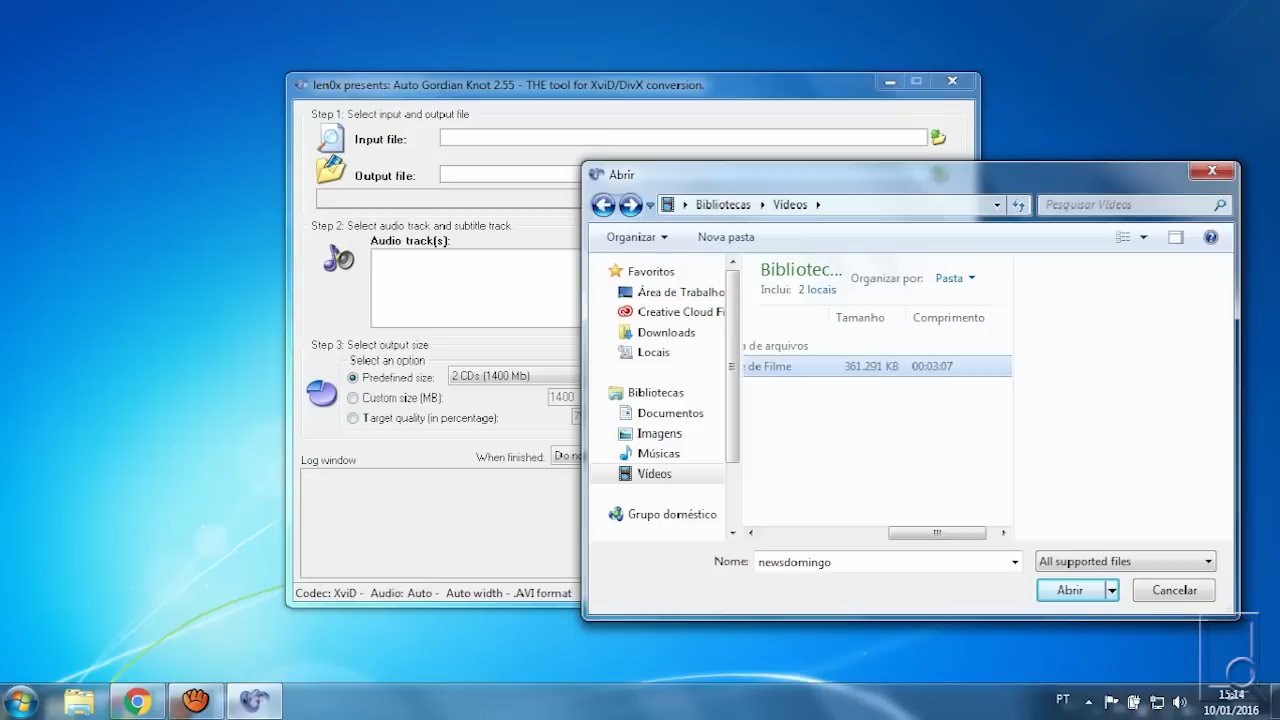 len0x presents: Auto Gordian Knot 2.55 - THE tool for XviD/DivX conversion.
Step 1: Select input and output file
Input file:
Output file:
Step 2: Select audio track and subtitle track
Audio track(s):
Step 3: Select output size
Select an option
Predefined size:
2 CDs (1400 Mb)
Custom size (MB):
1400
Target quality (in percentage):
Log window
When finished:
Do no
Codec: XviD - Audio: Auto - Auto width - .AVI format
Abrir
Bibliotecas
Vídeos
Pesquisar Vídeos
Organizar
Nova pasta
Favoritos
Área de Trabalho
Creative Cloud Fi
Downloads
Locais
Bibliotecas
Documentos
Imagens
Músicas
Vídeos
Grupo doméstico
Bibliotec...
Inclui: 2 locais
Organizar por: Pasta
Tamanho Comprimento
a de arquivos
e de Filme 361.291 KB 00:03:07
Nome: newsdomingo
All supported files
Abrir
Cancelar
PT
15:14
10/01/2016